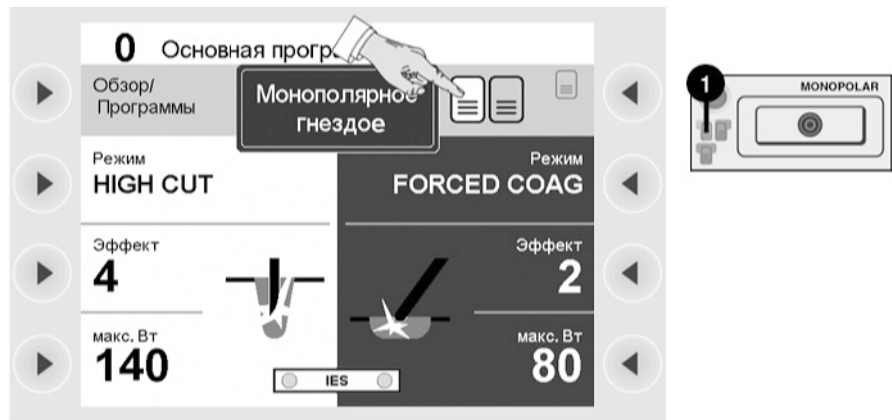 0 Основная прогр
Обзор/
Программы
Монополярное
гнездое
Режим
HIGH CUT
Режим
FORCED COAG
Эффект
4
Эффект
2
макс. Вт
140
макс. Вт
80
IES
1
MONOPOLAR